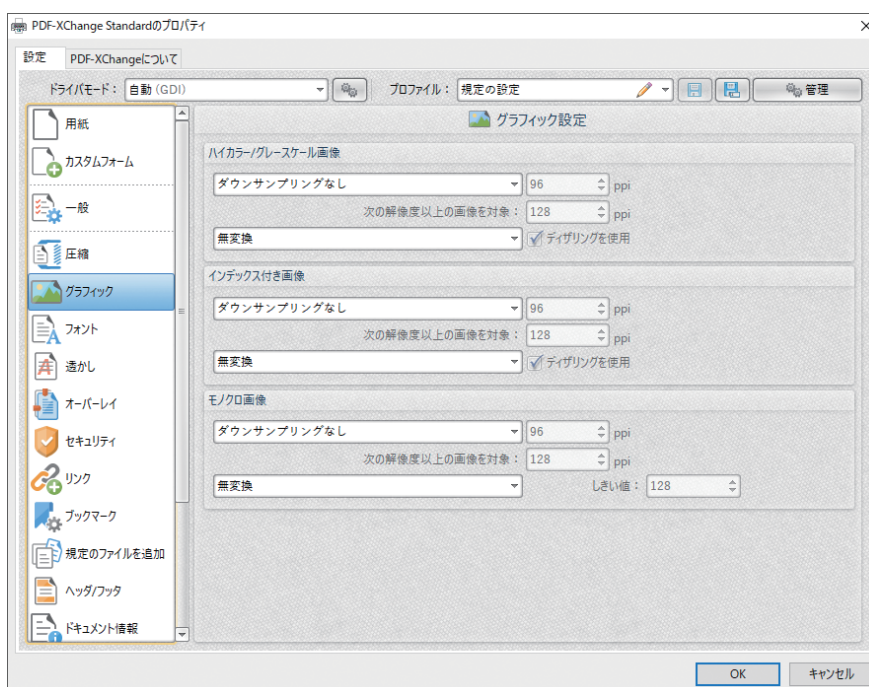 PDF-XChange Standardのプロパティ
設定 PDF-XChangeについて
ドライバモード： 自動 (GDI) プロファイル： 規定の設定 管理
用紙
カスタムフォーム
一般
圧縮
グラフィック
フォント
透かし
オーバーレイ
セキュリティ
リンク
ブックマーク
規定のファイルを追加
ヘッダ/フッタ
ドキュメント情報
グラフィック設定
ハイカラー/グレースケール画像
ダウンサンプリングなし 96 ppi
次の解像度以上の画像を対象： 128 ppi
無変換 ディザリングを使用
インデックス付き画像
ダウンサンプリングなし 96 ppi
次の解像度以上の画像を対象： 128 ppi
無変換 ディザリングを使用
モノクロ画像
ダウンサンプリングなし 96 ppi
次の解像度以上の画像を対象： 128 ppi
無変換 しきい値： 128
OK キャンセル